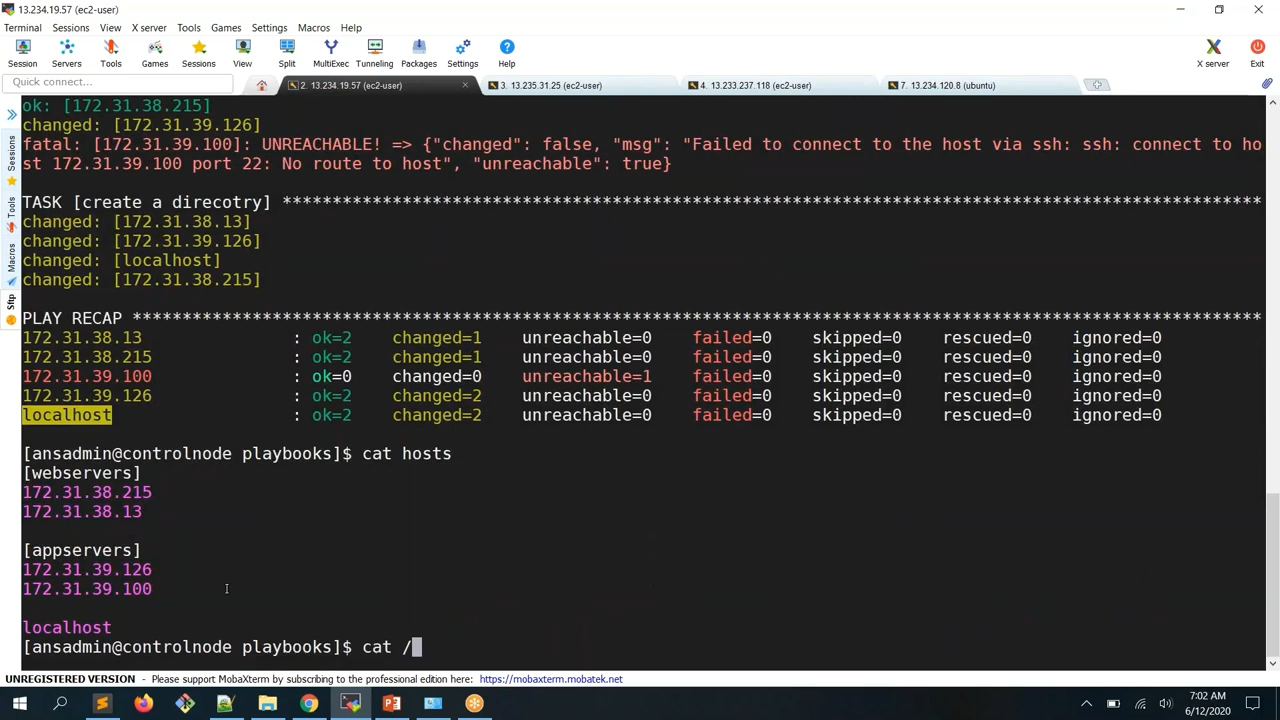 13.234.19.57 (ec2-user)
Terminal Sessions View X server Tools Games Settings Macros Help
Session Servers Tools Games Sessions View Split MultiExec Tunneling Packages Settings Help X server Exit
Quick connect...
2. 13.234.19.57 (ec2-user)
3. 13.235.31.25 (ec2-user)
4. 13.233.237.118 (ec2-user)
7. 13.234.120.8 (ubuntu)
Sessions
Tools
Macros
Sftp
ok: [172.31.38.215]
changed: [172.31.39.126]
fatal: [172.31.39.100]: UNREACHABLE! => {"changed": false, "msg": "Failed to connect to the host via ssh: ssh: connect to ho
st 172.31.39.100 port 22: No route to host", "unreachable": true}
TASK [create a direcotry] **************************************************************************************************
changed: [172.31.38.13]
changed: [172.31.39.126]
changed: [localhost]
changed: [172.31.38.215]
PLAY RECAP *****************************************************************************************************************
172.31.38.13 : ok=2 changed=1 unreachable=0 failed=0 skipped=0 rescued=0 ignored=0
172.31.38.215 : ok=2 changed=1 unreachable=0 failed=0 skipped=0 rescued=0 ignored=0
172.31.39.100 : ok=0 changed=0 unreachable=1 failed=0 skipped=0 rescued=0 ignored=0
172.31.39.126 : ok=2 changed=2 unreachable=0 failed=0 skipped=0 rescued=0 ignored=0
localhost : ok=2 changed=2 unreachable=0 failed=0 skipped=0 rescued=0 ignored=0
[ansadmin@controlnode playbooks]$ cat hosts
[webservers]
172.31.38.215
172.31.38.13
[appservers]
172.31.39.126
172.31.39.100
localhost
[ansadmin@controlnode playbooks]$ cat /
UNREGISTERED VERSION - Please support MobaXterm by subscribing to the professional edition here: https://mobaxterm.mobatek.net
7:02 AM
6/12/2020